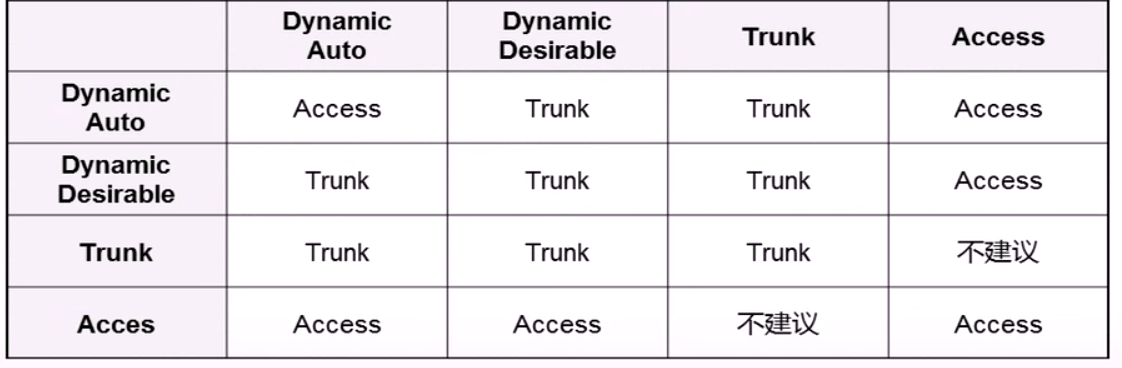 Dynamic
Auto
Dynamic
Desirable
Trunk
Access
Dynamic
Auto
Access
Trunk
Trunk
Access
Dynamic
Desirable
Trunk
Trunk
Trunk
Access
Trunk
Trunk
Trunk
Trunk
不建议
Acces
Access
Access
不建议
Access